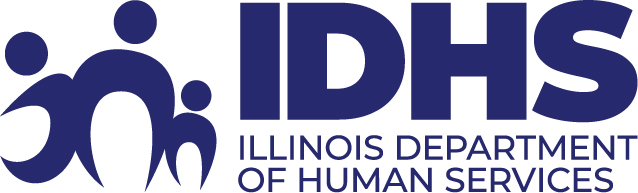 IDHS
ILLINOIS DEPARTMENT
OF HUMAN SERVICES